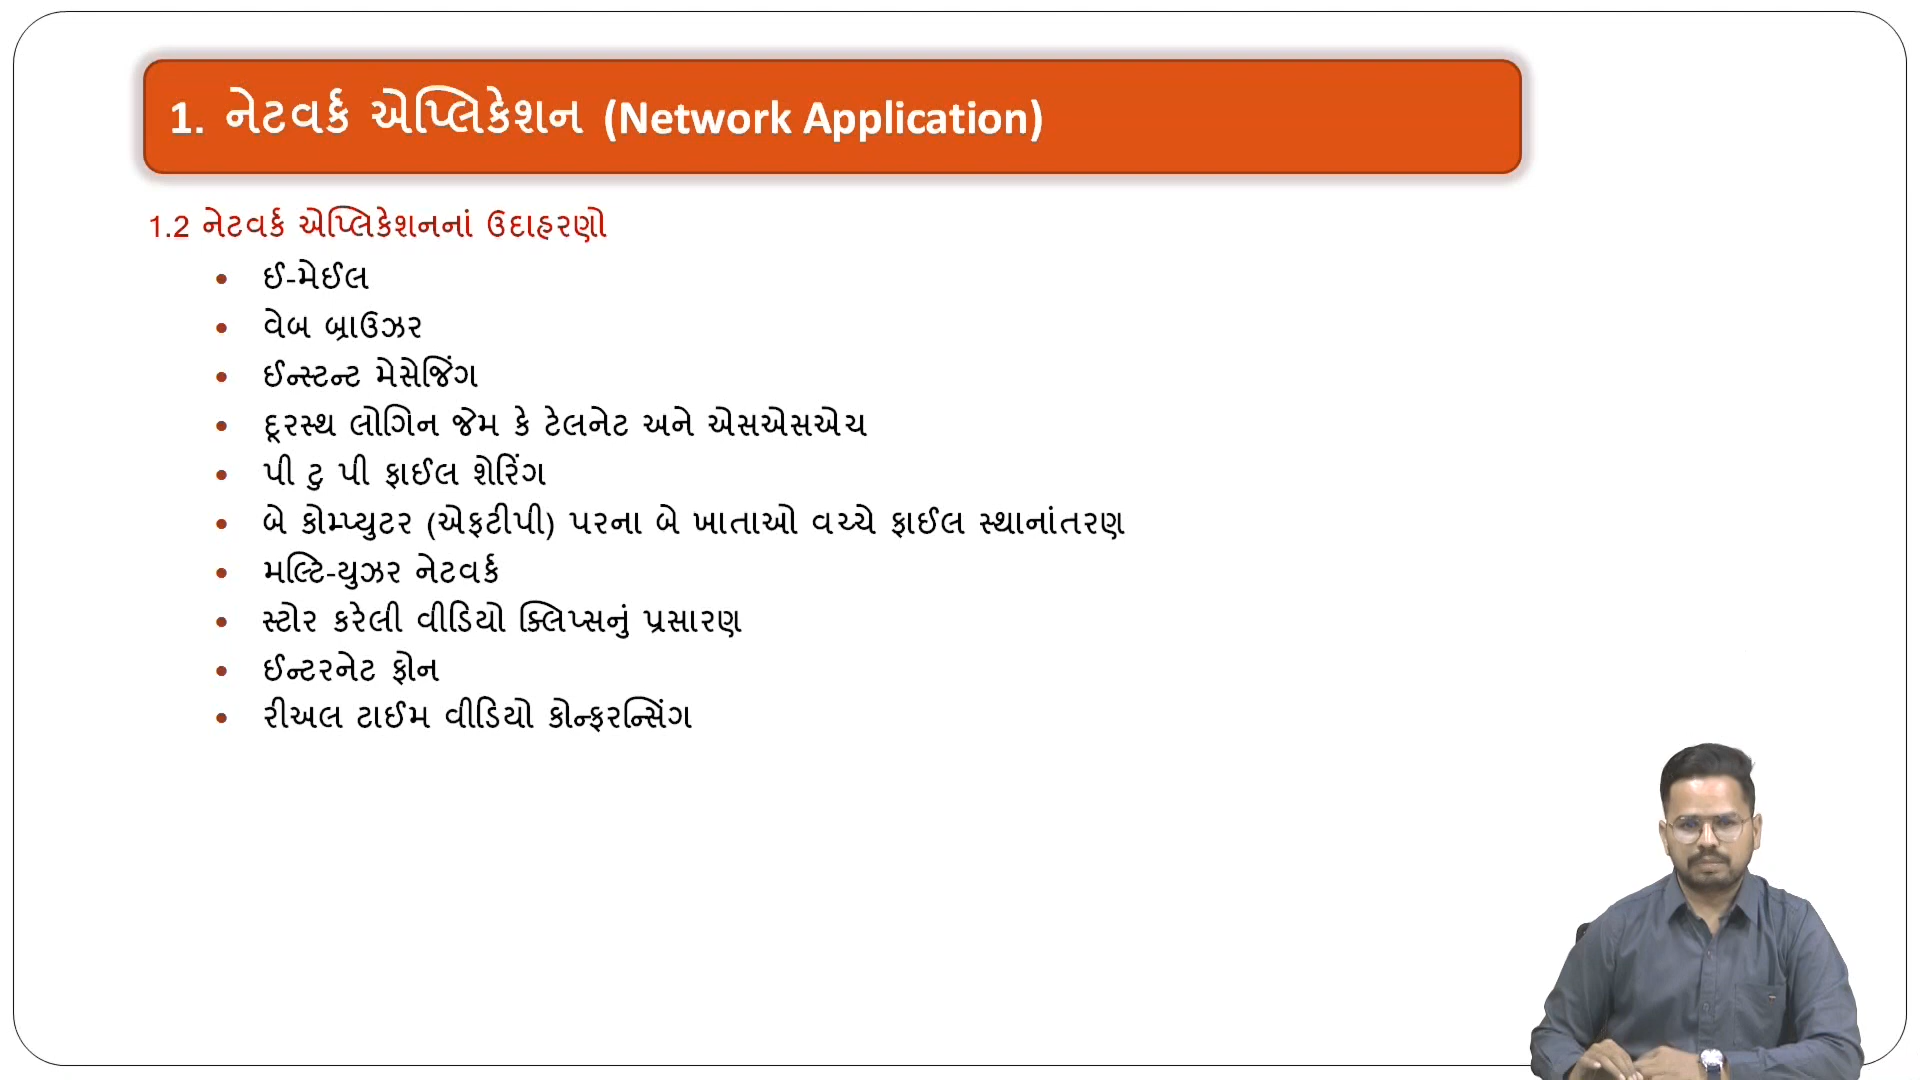 1. નેટવર્ક એપ્લિકેશન (Network Application)
1.2 નેટવર્ક એપ્લિકેશનનાં ઉદાહરણો
• ઈ-મેઈલ
• વેબ બ્રાઉઝર
• ઈન્સ્ટન્ટ મેસેજિંગ
• દૂરસ્થ લોગિન જેમ કે ટેલનેટ અને એસએસએચ
• પી ટુ પી ફાઈલ શેરિંગ
• બે કોમ્પ્યુટર (એફટીપી) પરના બે ખાતાઓ વચ્ચે ફાઈલ સ્થાનાંતરણ
• મલ્ટિ-યુઝર નેટવર્ક
• સ્ટોર કરેલી વીડિયો ક્લિપ્સનું પ્રસારણ
• ઈન્ટરનેટ ફોન
• રીઅલ ટાઈમ વીડિયો કોન્ફરન્સિંગ